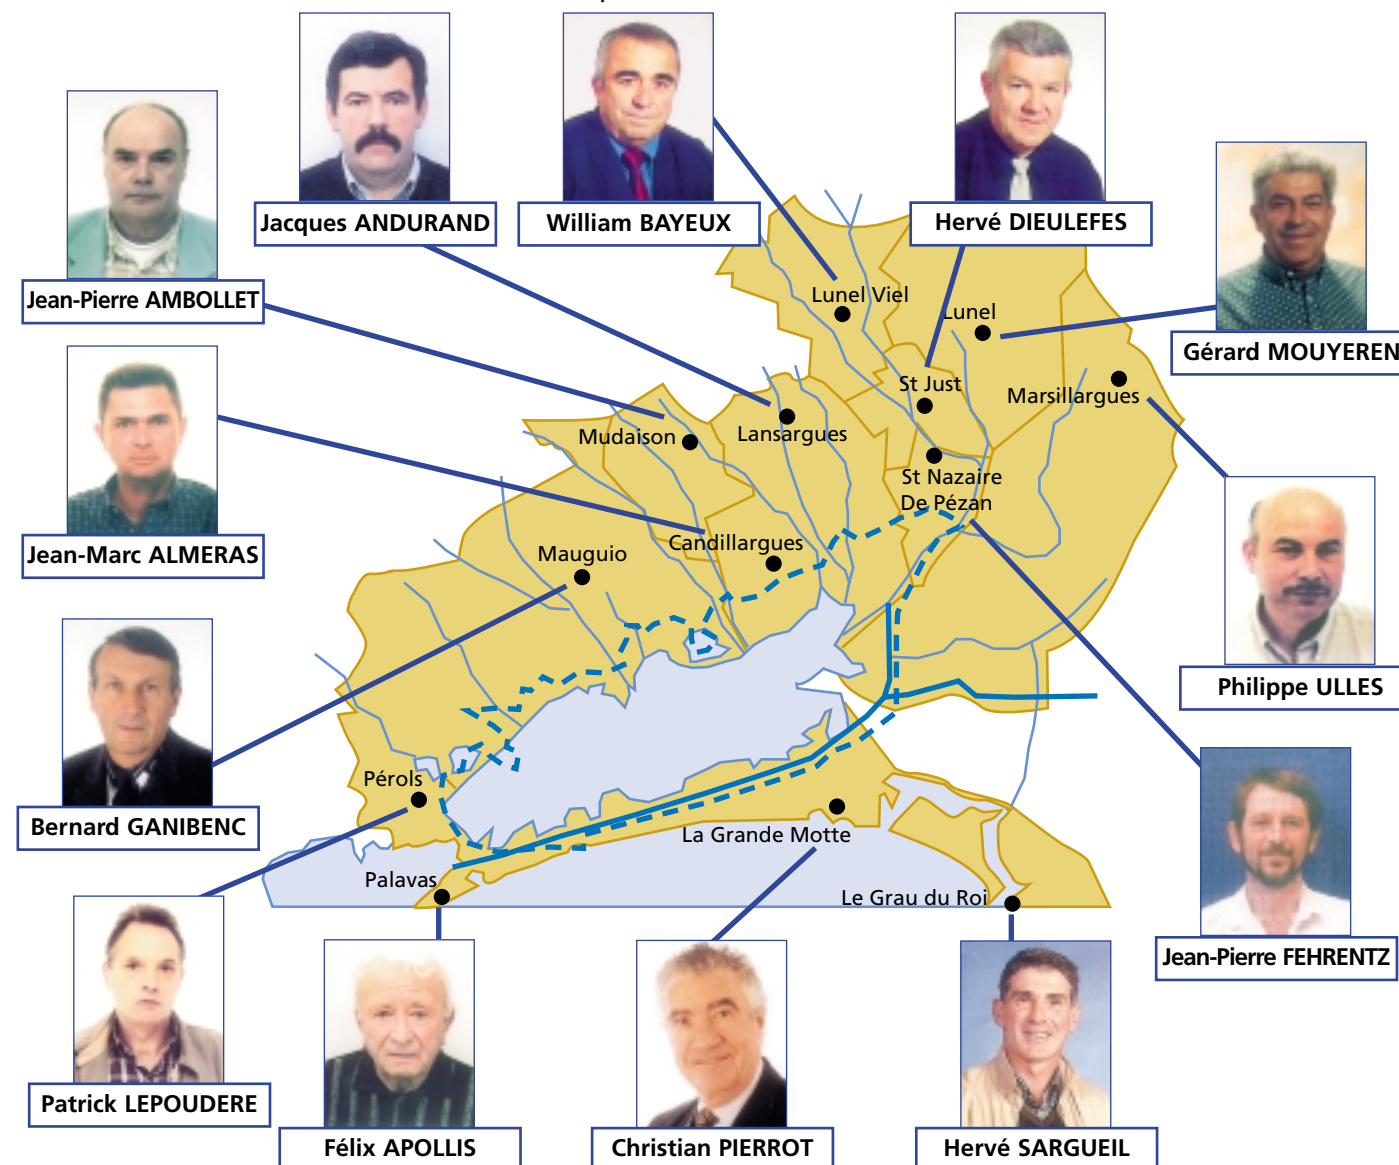 Jacques ANDURAND
William BAYEUX
Hervé DIEULEFES
Jean-Pierre AMBOLLET
Gérard MOUYEREN
Jean-Marc ALMERAS
Philippe ULLES
Bernard GANIBENC
Jean-Pierre FEHRENTZ
Patrick LEPOUDERE
Félix APOLLIS
Christian PIERROT
Hervé SARGUEIL
Lunel Viel
Lunel
St Just
Marsillargues
Mudaison
Lansargues
St Nazaire
De Pézan
Candillargues
Mauguio
Pérols
La Grande Motte
Palavas
Le Grau du Roi